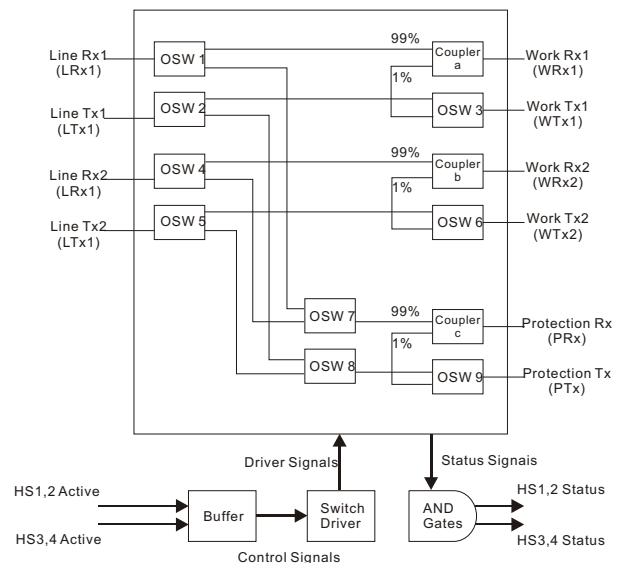 99%
Line Rx1
(LRx1)
OSW 1
Coupler
a
Work Rx1
(WRx1)
1%
Line Tx1
(LTx1)
OSW 2
OSW 3
Work Tx1
(WTx1)
99%
Line Rx2
(LRx1)
OSW 4
Coupler
b
Work Rx2
(WRx2)
1%
Line Tx2
(LTx1)
OSW 5
OSW 6
Work Tx2
(WTx2)
OSW 7
99%
Coupler
c
Protection Rx
(PRx)
1%
OSW 8
OSW 9
Protection Tx
(PTx)
Driver Signals
Status Signais
HS1,2 Active
HS3,4 Active
Buffer
Switch
Driver
AND
Gates
HS1,2 Status
HS3,4 Status
Control Signals